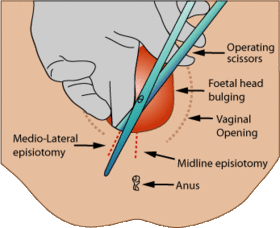 Operating
scissors
Foetal head
bulging
Vaginal
Opening
Medio-Lateral
episiotomy
Midline episiotomy
Anus